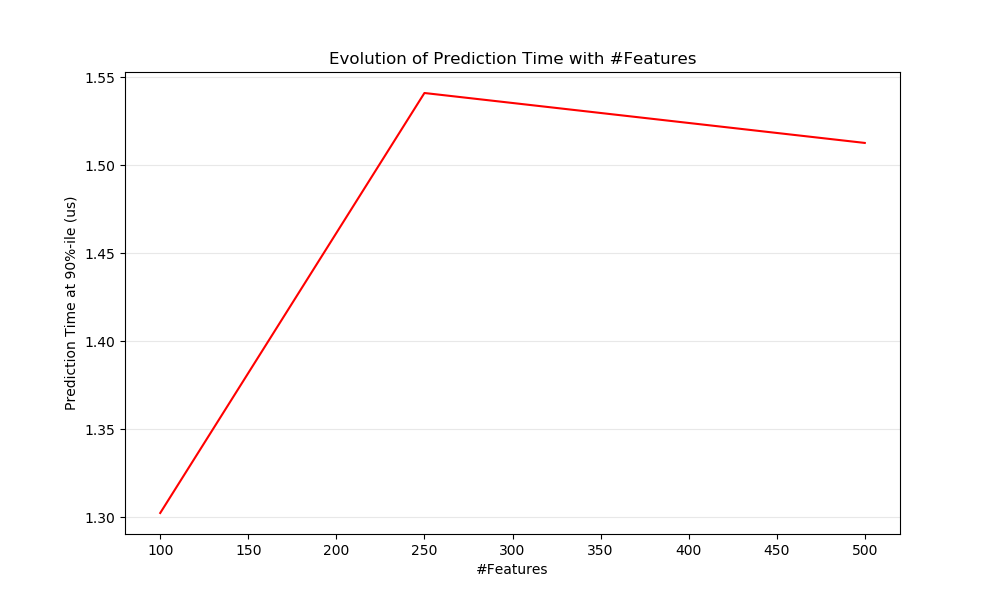 Evolution of Prediction Time with #Features
Prediction Time at 90%-ile (us)
1.55
1.50
1.45
1.40
1.35
1.30
100 150 200 250 300 350 400 450 500
#Features